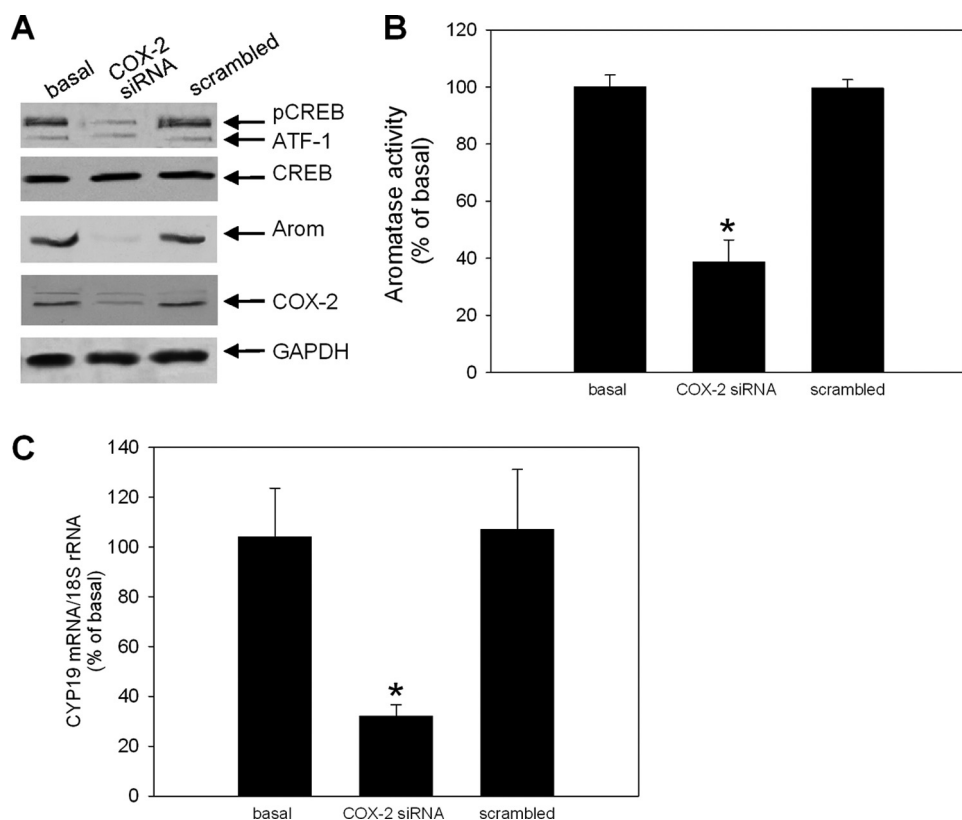 A
basal
COX-2
siRNA
scrambled
pCREB
ATF-1
CREB
Arom
COX-2
GAPDH
B
Aromatase activity
(% of basal)
120
100
80
60
40
20
0
*
basal
COX-2 siRNA
scrambled
C
CYP19 mRNA/18S rRNA
(% of basal)
140
120
100
80
60
40
20
0
*
basal
COX-2 siRNA
scrambled